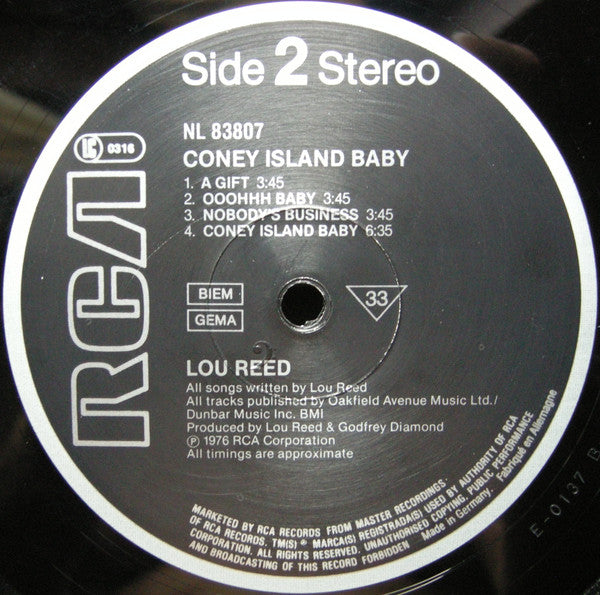 Side 2 Stereo
NL 83807
CONEY ISLAND BABY
1. A GIFT 3:45
2. OOOHHH BABY 3:45
3. NOBODY'S BUSINESS 3:45
4. CONEY ISLAND BABY 6:35
LC 0316
RCA
BIEM
GEMA
33
LOU REED
All songs written by Lou Reed
All tracks published by Oakfield Avenue Music Ltd./
Dunbar Music Inc. BMI
Produced by Lou Reed & Godfrey Diamond
℗ 1976 RCA Corporation
All timings are approximate
MARKETED BY RCA RECORDS FROM MASTER RECORDINGS
OF RCA RECORDS. TM(S) ® MARCA(S) REGISTRADA(S) USED BY AUTHORITY OF RCA
CORPORATION. ALL RIGHTS RESERVED. UNAUTHORISED COPYING, PUBLIC PERFORMANCE
AND BROADCASTING OF THIS RECORD FORBIDDEN
Made in Germany. Fabriqué en Allemagne
E-0137 B